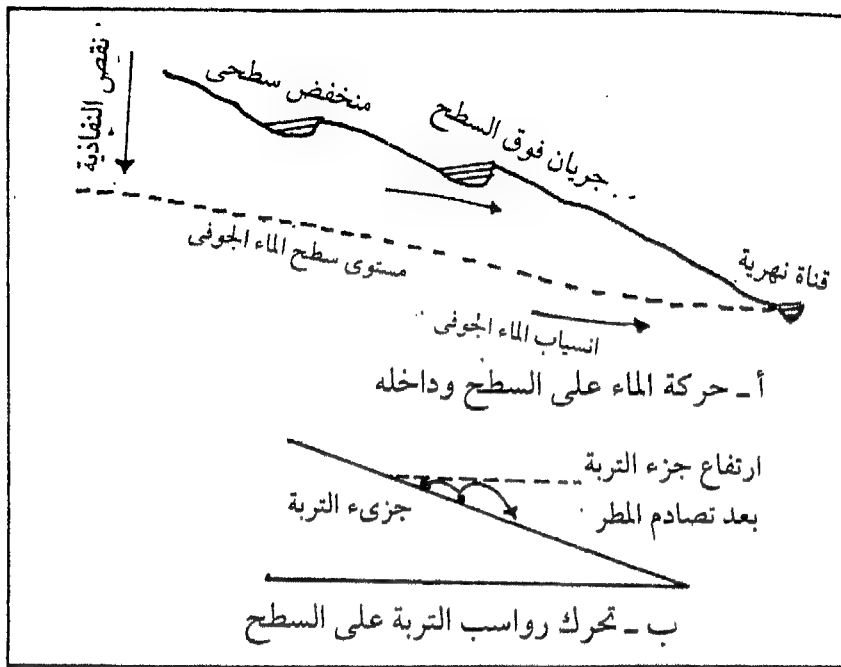 نقص النفاذية
منخفض سطحى
جريان فوق السطح
قناة نهرية
مستوى سطح الماء الجوفى
انسياب الماء الجوفى
أ ـ حركة الماء على السطح وداخله
ارتفاع جزء التربة
بعد تصادم المطر
جزىء التربة
ب ـ تحرك رواسب التربة على السطح